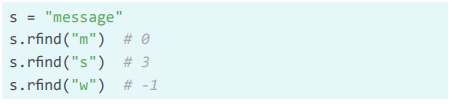 s = "message"
s.rfind("m")  # 0
s.rfind("s")  # 3
s.rfind("w")  # -1